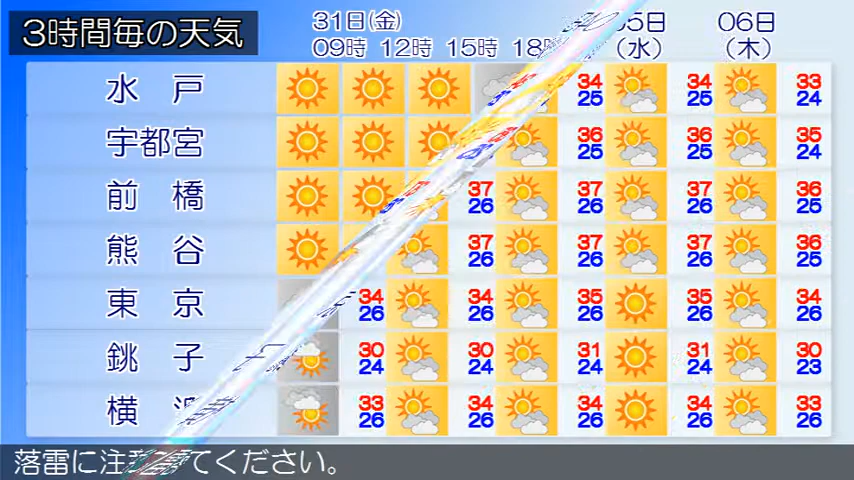 3時間毎の天気
31日(金)
09時 12時 15時
05日(水) 06日(木)
水戸 34 25 34 25 33 24
宇都宮 36 25 36 25 35 24
前橋 37 26 37 26 37 26 36 25
熊谷 37 26 37 26 37 26 36 25
東京 34 26 34 26 35 26 35 26 34 26
銚子 30 24 30 24 31 24 31 24 30 23
横 33 26 34 26 34 26 34 26 33 26
落雷に注 てください。